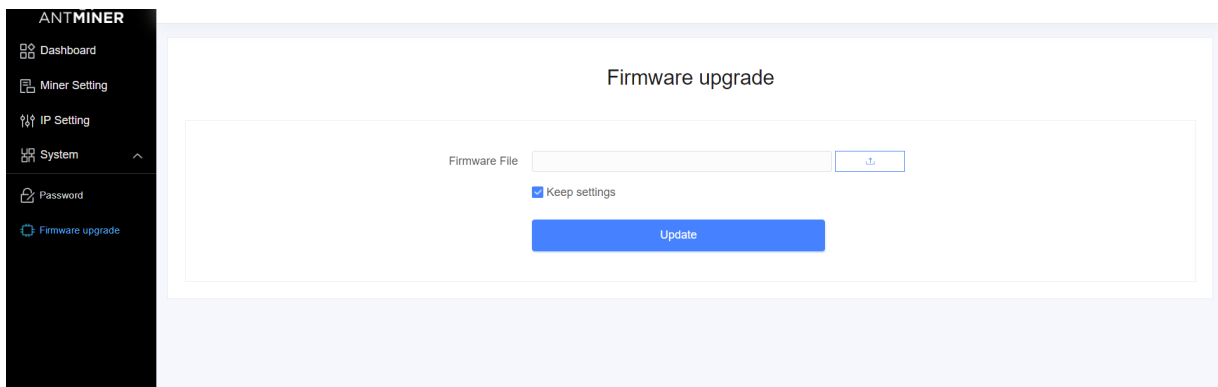 ANTMINER
Dashboard
Miner Setting
IP Setting
System
Password
Firmware upgrade
Firmware upgrade
Firmware File
Keep settings
Update